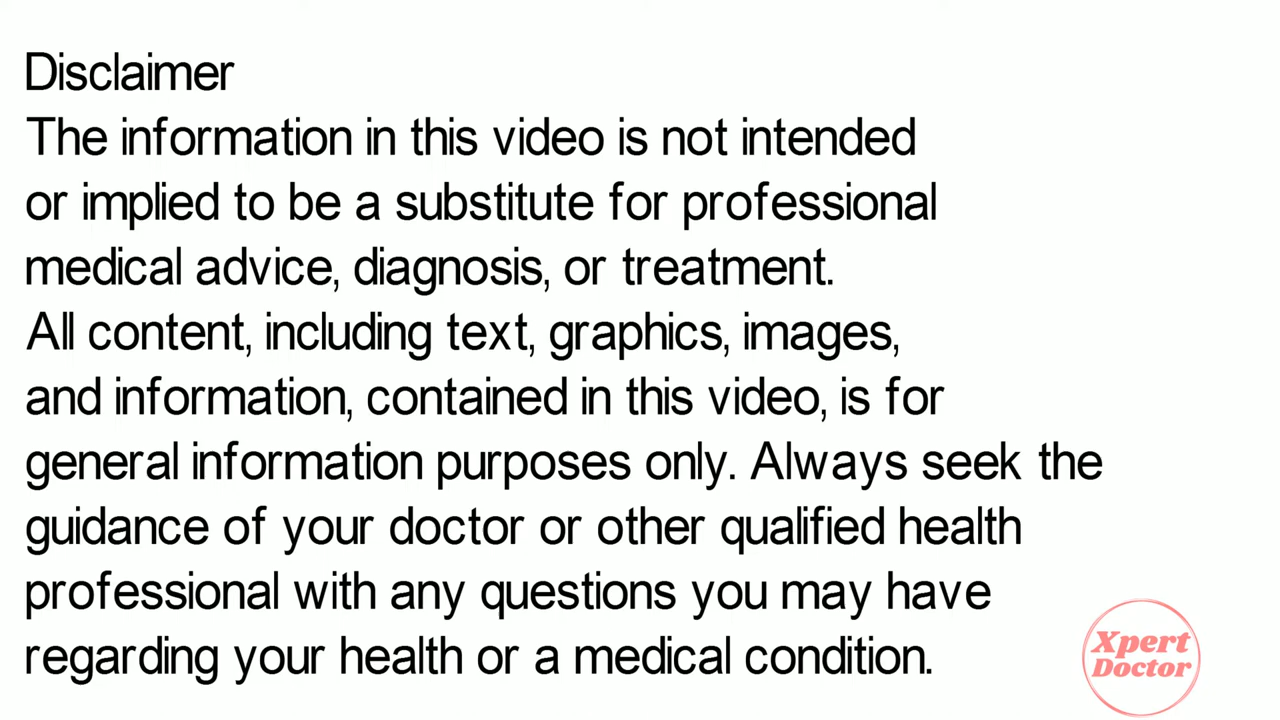 Disclaimer
The information in this video is not intended
or implied to be a substitute for professional
medical advice, diagnosis, or treatment.
All content, including text, graphics, images,
and information, contained in this video, is for
general information purposes only. Always seek the
guidance of your doctor or other qualified health
professional with any questions you may have
regarding your health or a medical condition.
Xpert
Doctor